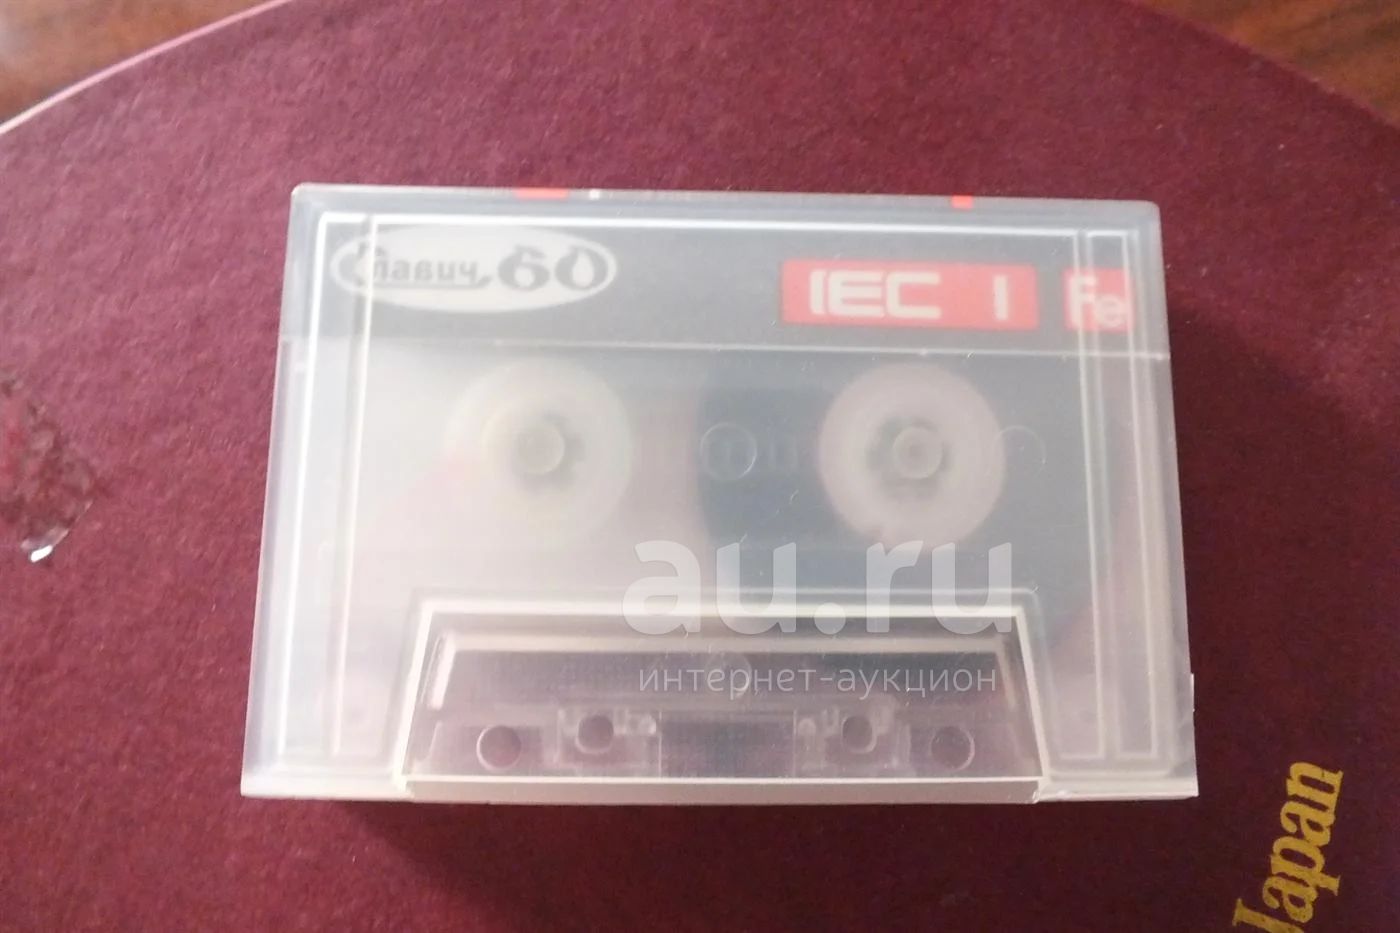 Славич 60
IEC I
Fe
au.ru
интернет-аукцион
Japan